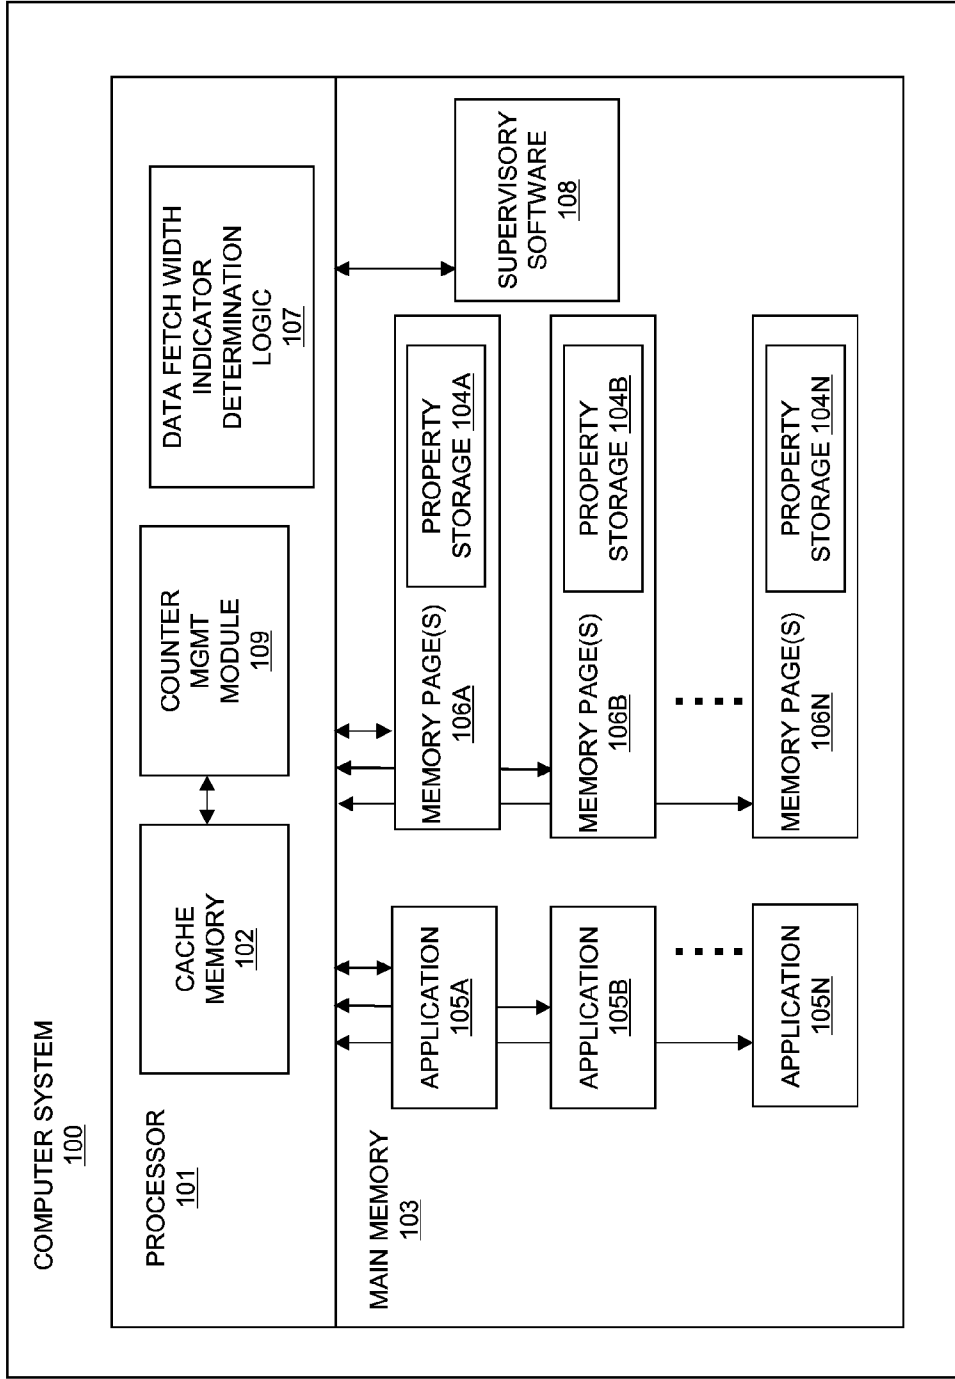 COMPUTER SYSTEM
100
PROCESSOR
101
CACHE
MEMORY
102
COUNTER
MGMT
MODULE
109
DATA FETCH WIDTH
INDICATOR
DETERMINATION
LOGIC
107
MAIN MEMORY
103
APPLICATION
105A
APPLICATION
105B
APPLICATION
105N
MEMORY PAGE(S)
106A
PROPERTY
STORAGE 104A
MEMORY PAGE(S)
106B
PROPERTY
STORAGE 104B
MEMORY PAGE(S)
106N
PROPERTY
STORAGE 104N
SUPERVISORY
SOFTWARE
108